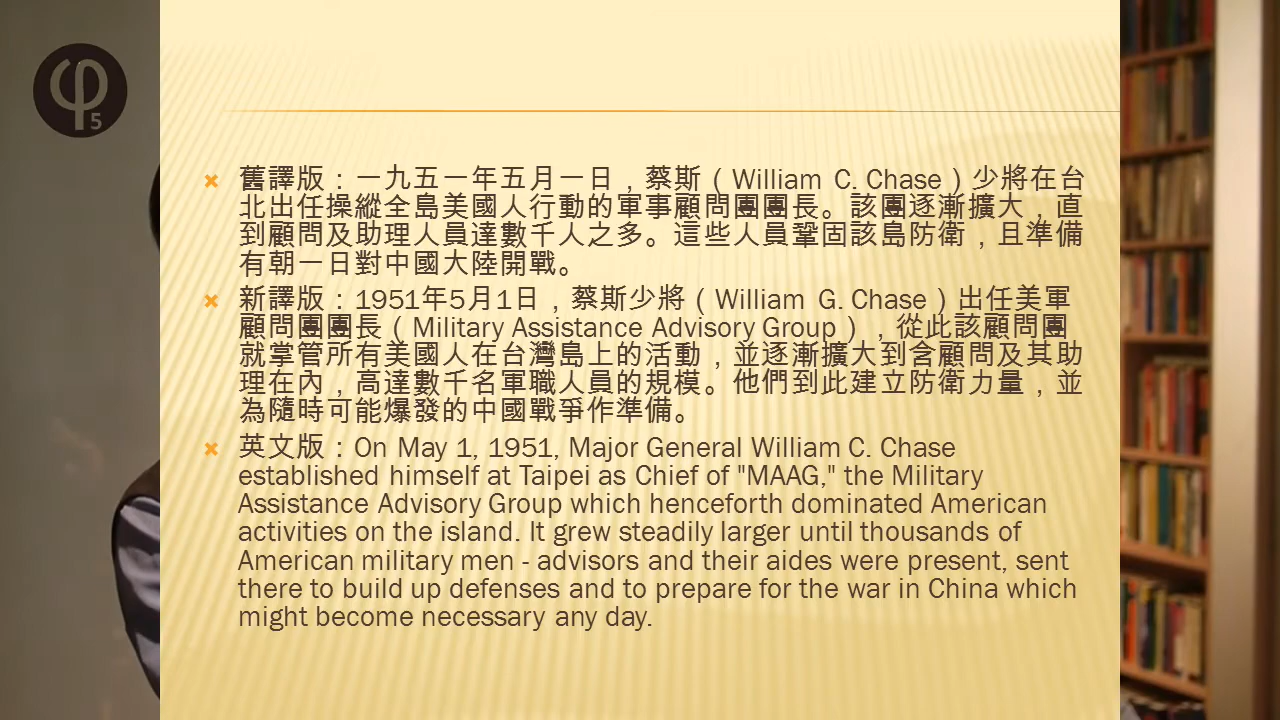 φ5
舊譯版：一九五一年五月一日，蔡斯（William C. Chase）少將在台
北出任操縱全島美國人行動的軍事顧問團團長。該團逐漸擴大，直
到顧問及助理人員達數千人之多。這些人員鞏固該島防衛，且準備
有朝一日對中國大陸開戰。
新譯版：1951年5月1日，蔡斯少將（William G. Chase）出任美軍
顧問團團長（Military Assistance Advisory Group），從此該顧問團
就掌管所有美國人在台灣島上的活動，並逐漸擴大到含顧問及其助
理在內，高達數千名軍職人員的規模。他們到此建立防衛力量，並
為隨時可能爆發的中國戰爭作準備。
英文版：On May 1, 1951, Major General William C. Chase
established himself at Taipei as Chief of "MAAG," the Military
Assistance Advisory Group which henceforth dominated American
activities on the island. It grew steadily larger until thousands of
American military men - advisors and their aides were present, sent
there to build up defenses and to prepare for the war in China which
might become necessary any day.